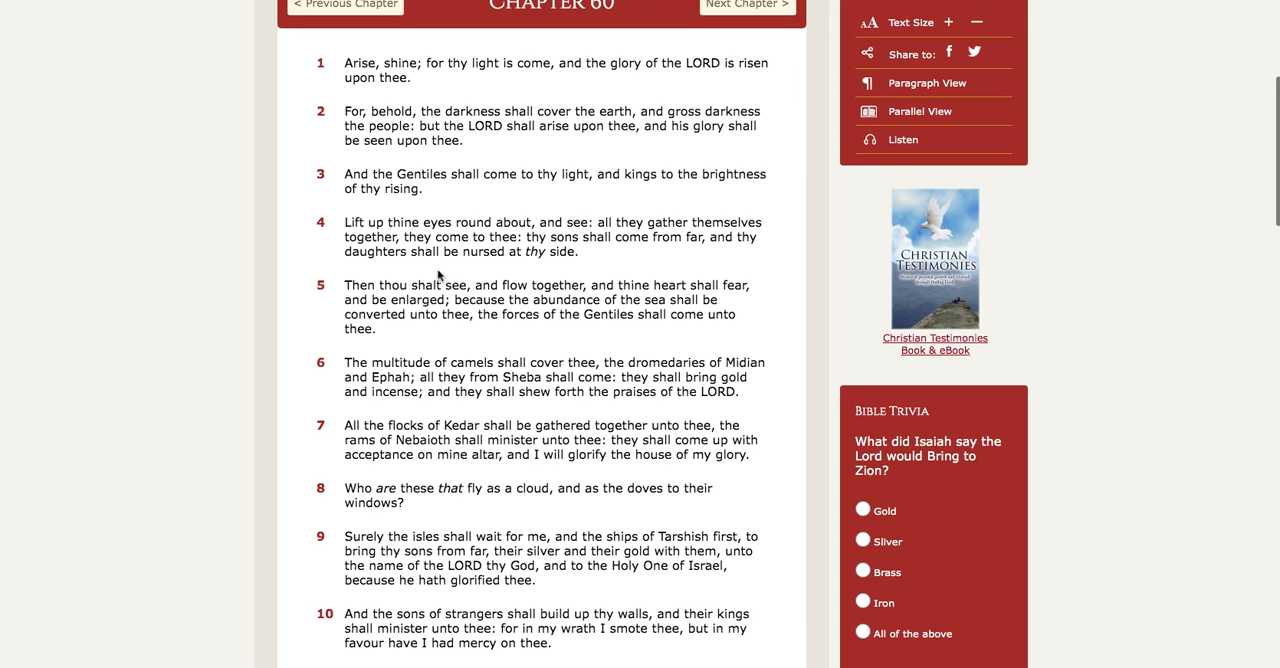 < Previous Chapter
CHAPTER 60
Next Chapter >
1 Arise, shine; for thy light is come, and the glory of the LORD is risen
upon thee.
2 For, behold, the darkness shall cover the earth, and gross darkness
the people: but the LORD shall arise upon thee, and his glory shall
be seen upon thee.
3 And the Gentiles shall come to thy light, and kings to the brightness
of thy rising.
4 Lift up thine eyes round about, and see: all they gather themselves
together, they come to thee: thy sons shall come from far, and thy
daughters shall be nursed at thy side.
5 Then thou shalt see, and flow together, and thine heart shall fear,
and be enlarged; because the abundance of the sea shall be
converted unto thee, the forces of the Gentiles shall come unto
thee.
6 The multitude of camels shall cover thee, the dromedaries of Midian
and Ephah; all they from Sheba shall come: they shall bring gold
and incense; and they shall shew forth the praises of the LORD.
7 All the flocks of Kedar shall be gathered together unto thee, the
rams of Nebaioth shall minister unto thee: they shall come up with
acceptance on mine altar, and I will glorify the house of my glory.
8 Who are these that fly as a cloud, and as the doves to their
windows?
9 Surely the isles shall wait for me, and the ships of Tarshish first, to
bring thy sons from far, their silver and their gold with them, unto
the name of the LORD thy God, and to the Holy One of Israel,
because he hath glorified thee.
10 And the sons of strangers shall build up thy walls, and their kings
shall minister unto thee: for in my wrath I smote thee, but in my
favour have I had mercy on thee.
AA Text Size + −
Share to:
Paragraph View
Parallel View
Listen
CHRISTIAN
TESTIMONIES
Christian Testimonies
Book & eBook
BIBLE TRIVIA
What did Isaiah say the
Lord would Bring to
Zion?
Gold
Sliver
Brass
Iron
All of the above